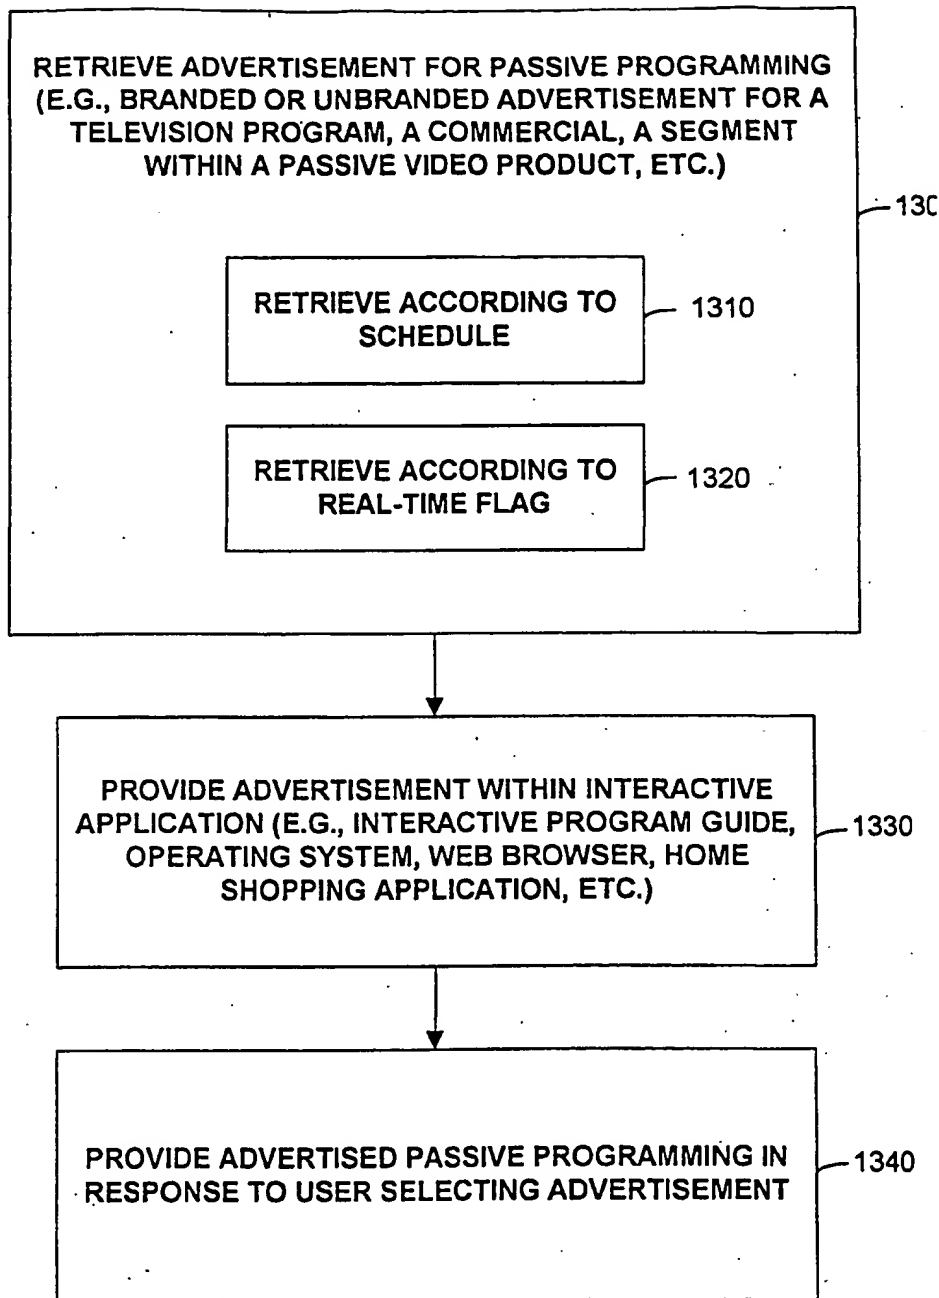 RETRIEVE ADVERTISEMENT FOR PASSIVE PROGRAMMING
(E.G., BRANDED OR UNBRANDED ADVERTISEMENT FOR A
TELEVISION PROGRAM, A COMMERCIAL, A SEGMENT
WITHIN A PASSIVE VIDEO PRODUCT, ETC.)
RETRIEVE ACCORDING TO
SCHEDULE
1310
RETRIEVE ACCORDING TO
REAL-TIME FLAG
1320
PROVIDE ADVERTISEMENT WITHIN INTERACTIVE
APPLICATION (E.G., INTERACTIVE PROGRAM GUIDE,
OPERATING SYSTEM, WEB BROWSER, HOME
SHOPPING APPLICATION, ETC.)
1330
PROVIDE ADVERTISED PASSIVE PROGRAMMING IN
RESPONSE TO USER SELECTING ADVERTISEMENT
1340